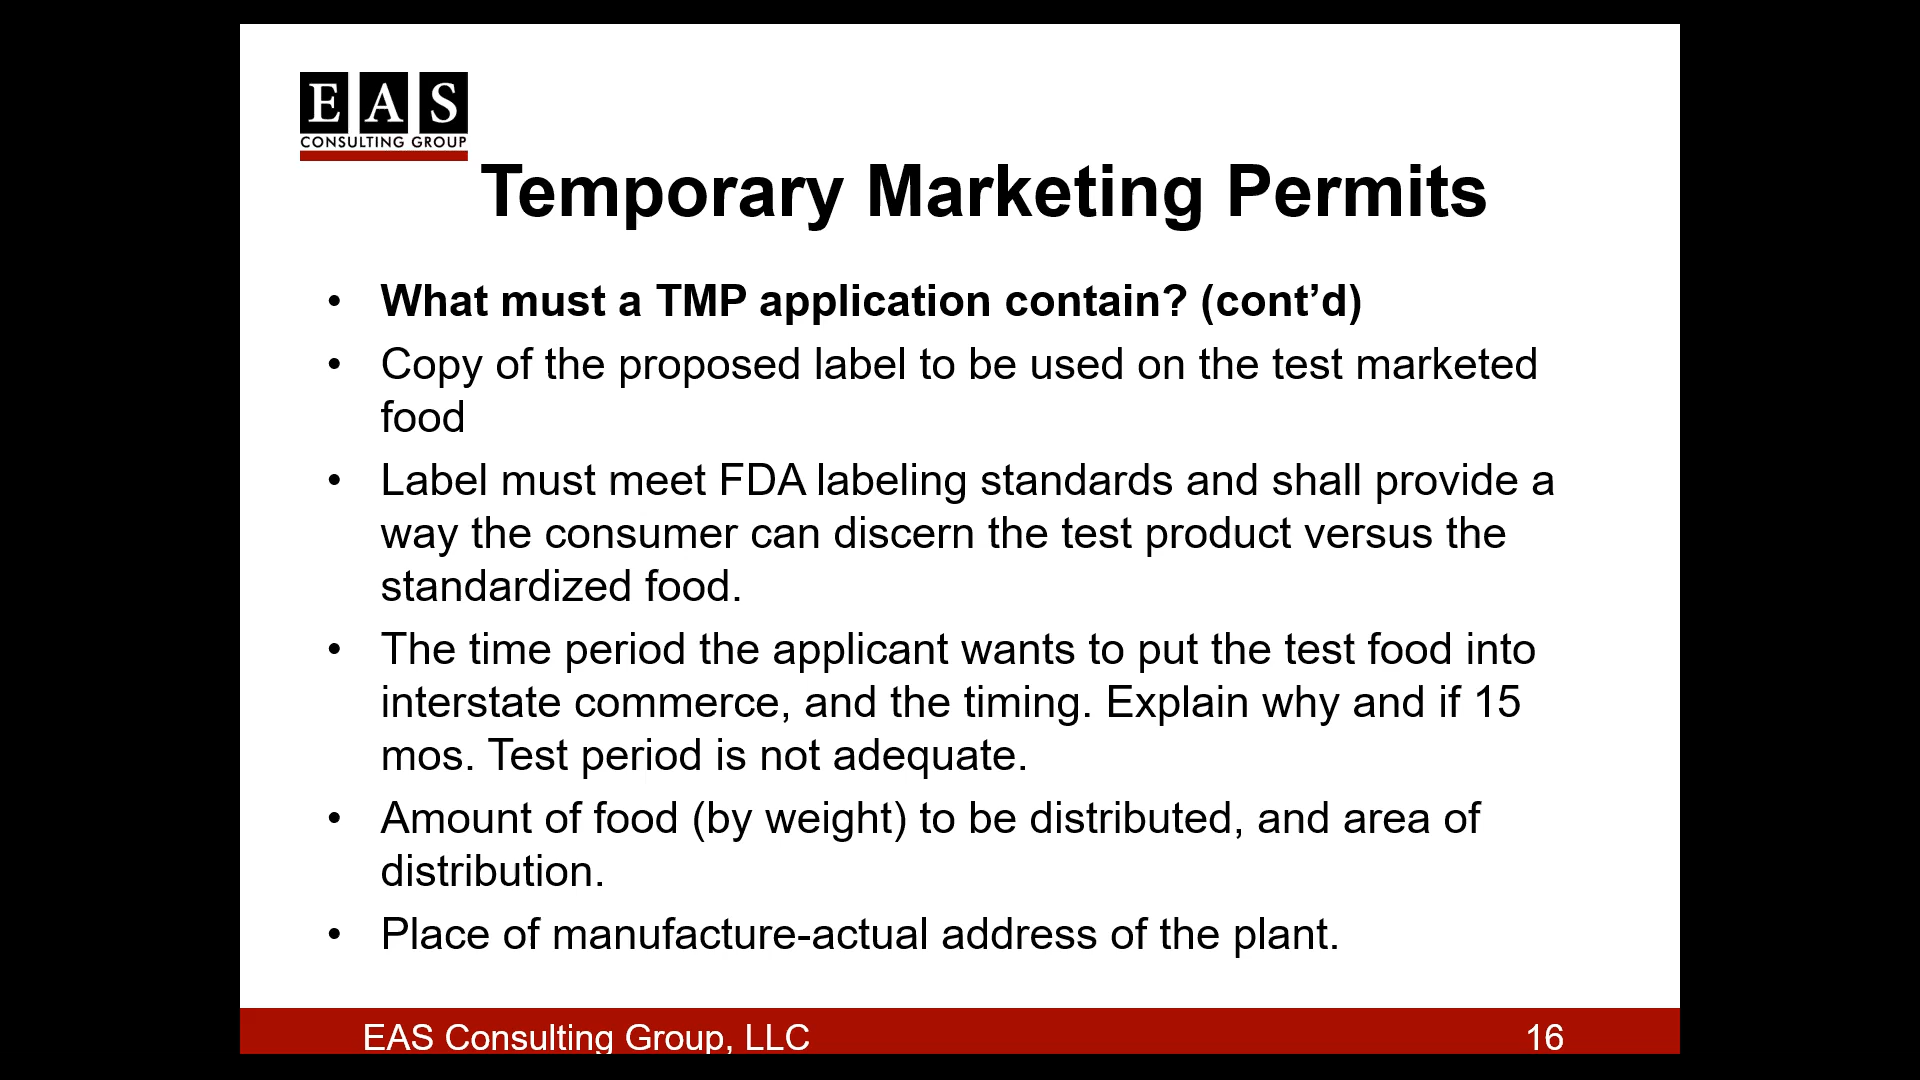 EAS
CONSULTING GROUP
Temporary Marketing Permits
• What must a TMP application contain? (cont’d)
• Copy of the proposed label to be used on the test marketed
food
• Label must meet FDA labeling standards and shall provide a
way the consumer can discern the test product versus the
standardized food.
• The time period the applicant wants to put the test food into
interstate commerce, and the timing. Explain why and if 15
mos. Test period is not adequate.
• Amount of food (by weight) to be distributed, and area of
distribution.
• Place of manufacture-actual address of the plant.
EAS Consulting Group, LLC
16